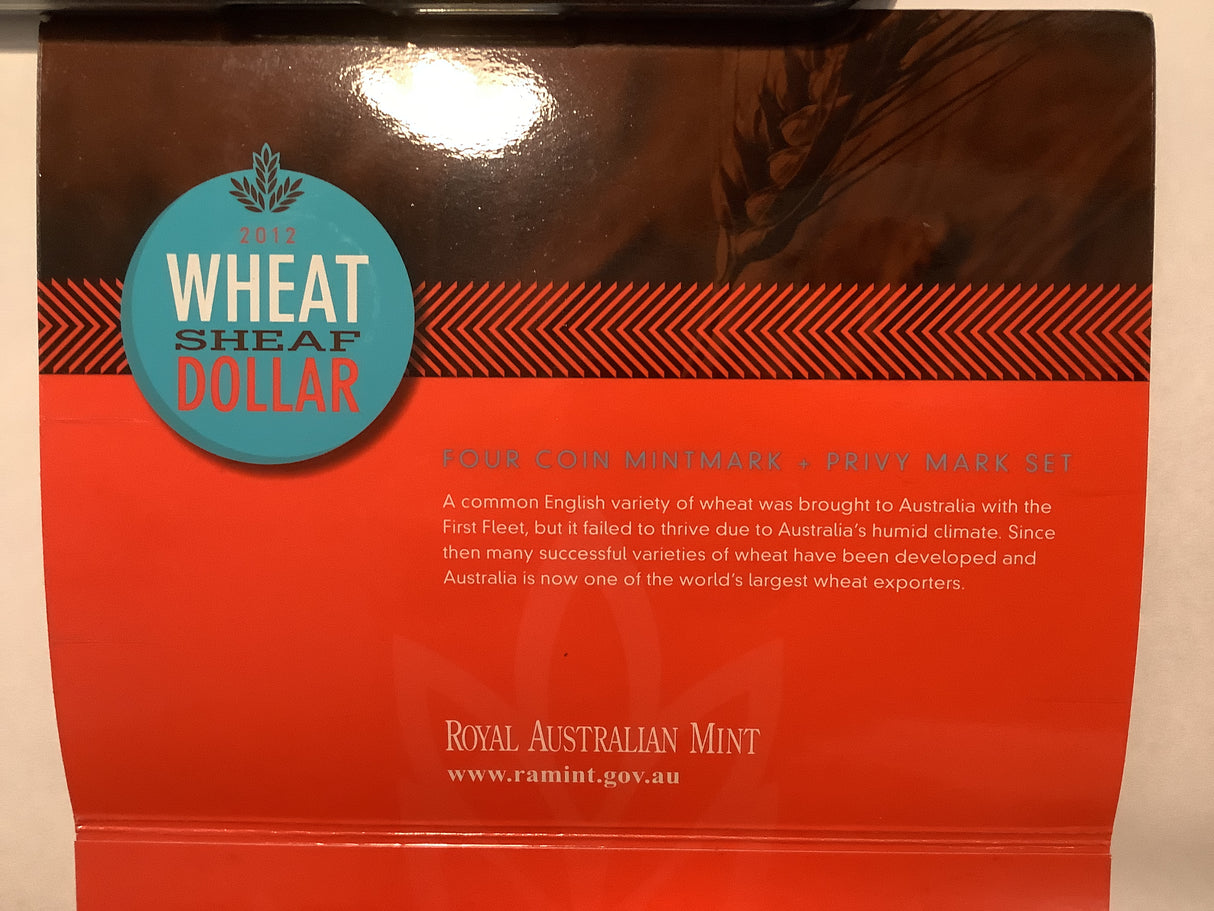 2012
WHEAT
SHEAF
DOLLAR
FOUR COIN MINTMARK + PRIVY MARK SET
A common English variety of wheat was brought to Australia with the
First Fleet, but it failed to thrive due to Australia's humid climate. Since
then many successful varieties of wheat have been developed and
Australia is now one of the world's largest wheat exporters.
ROYAL AUSTRALIAN MINT
www.ramint.gov.au